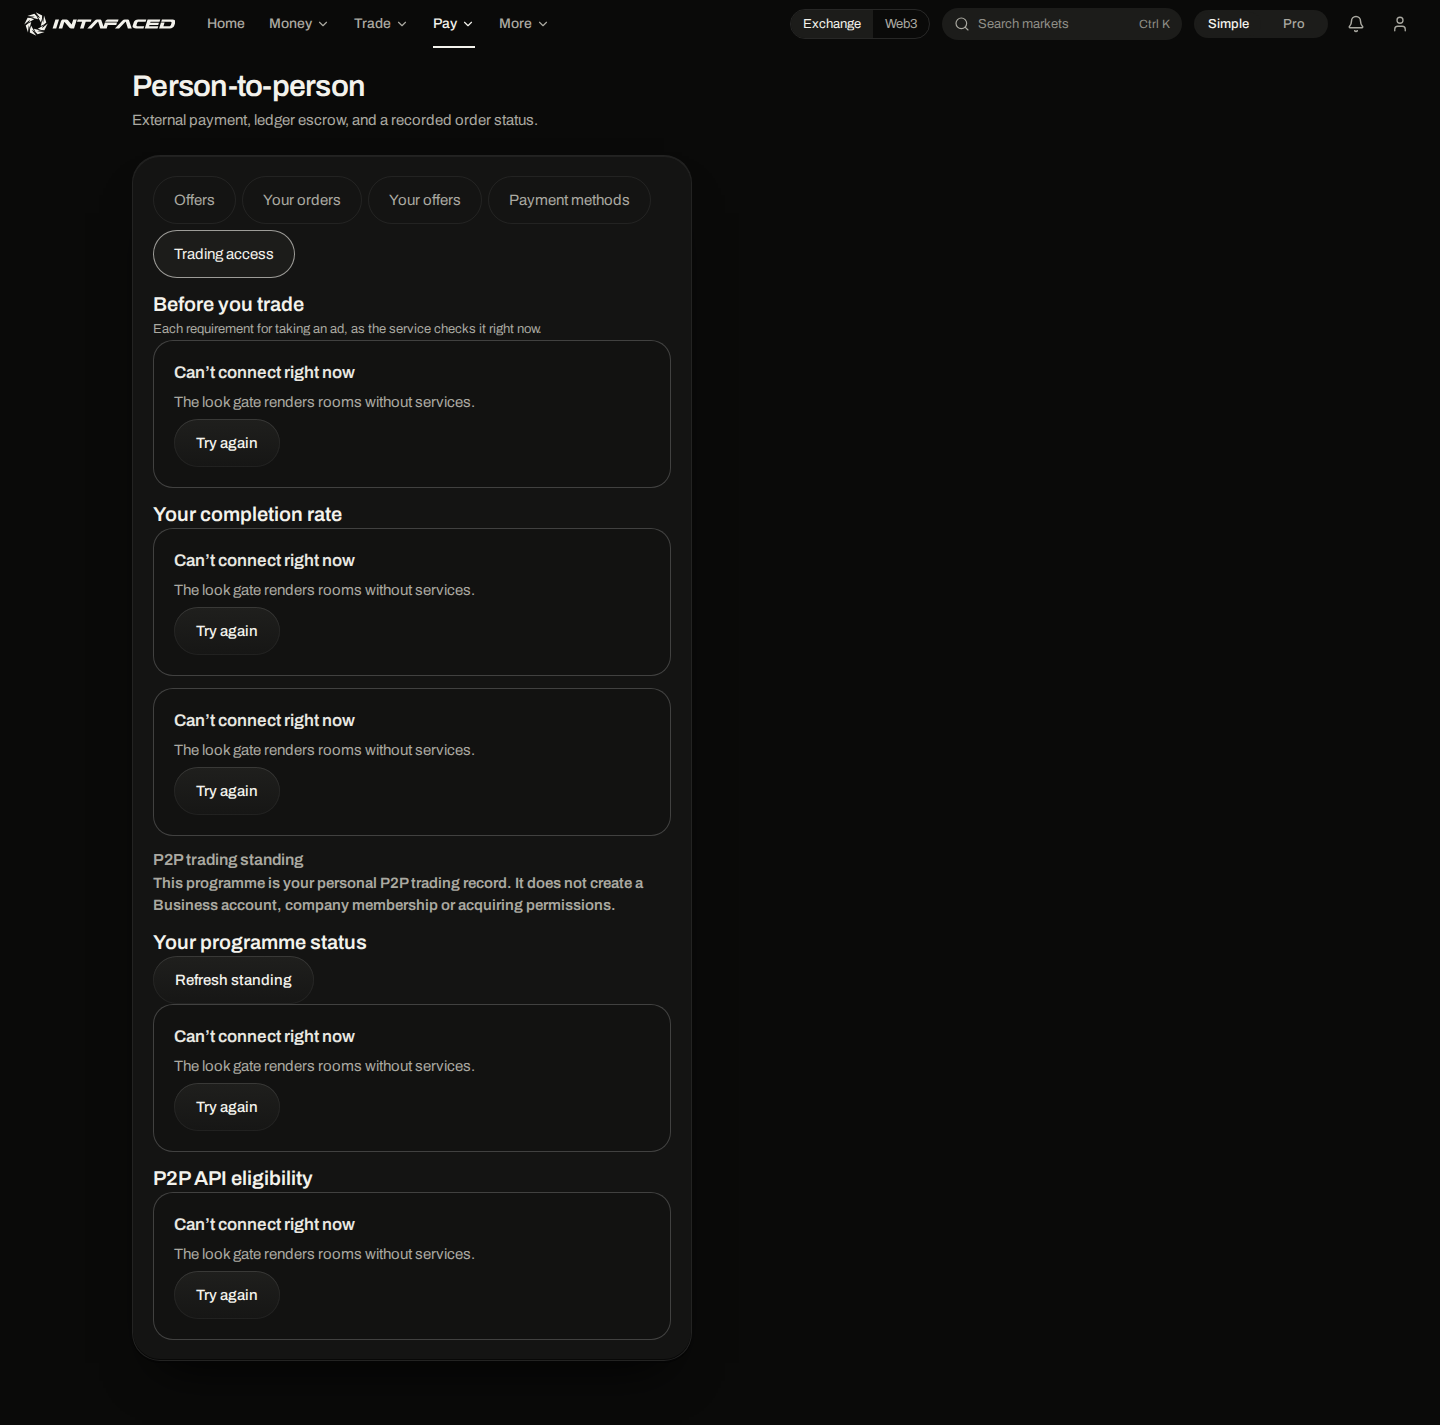 INTAFACED
Home
Money
Trade
Pay
More
Exchange
Web3
Search markets
Ctrl K
Simple
Pro
Person-to-person
External payment, ledger escrow, and a recorded order status.
Offers
Your orders
Your offers
Payment methods
Trading access
Before you trade
Each requirement for taking an ad, as the service checks it right now.
Can’t connect right now
The look gate renders rooms without services.
Try again
Your completion rate
Can’t connect right now
The look gate renders rooms without services.
Try again
Can’t connect right now
The look gate renders rooms without services.
Try again
P2P trading standing
This programme is your personal P2P trading record. It does not create a
Business account, company membership or acquiring permissions.
Your programme status
Refresh standing
Can’t connect right now
The look gate renders rooms without services.
Try again
P2P API eligibility
Can’t connect right now
The look gate renders rooms without services.
Try again